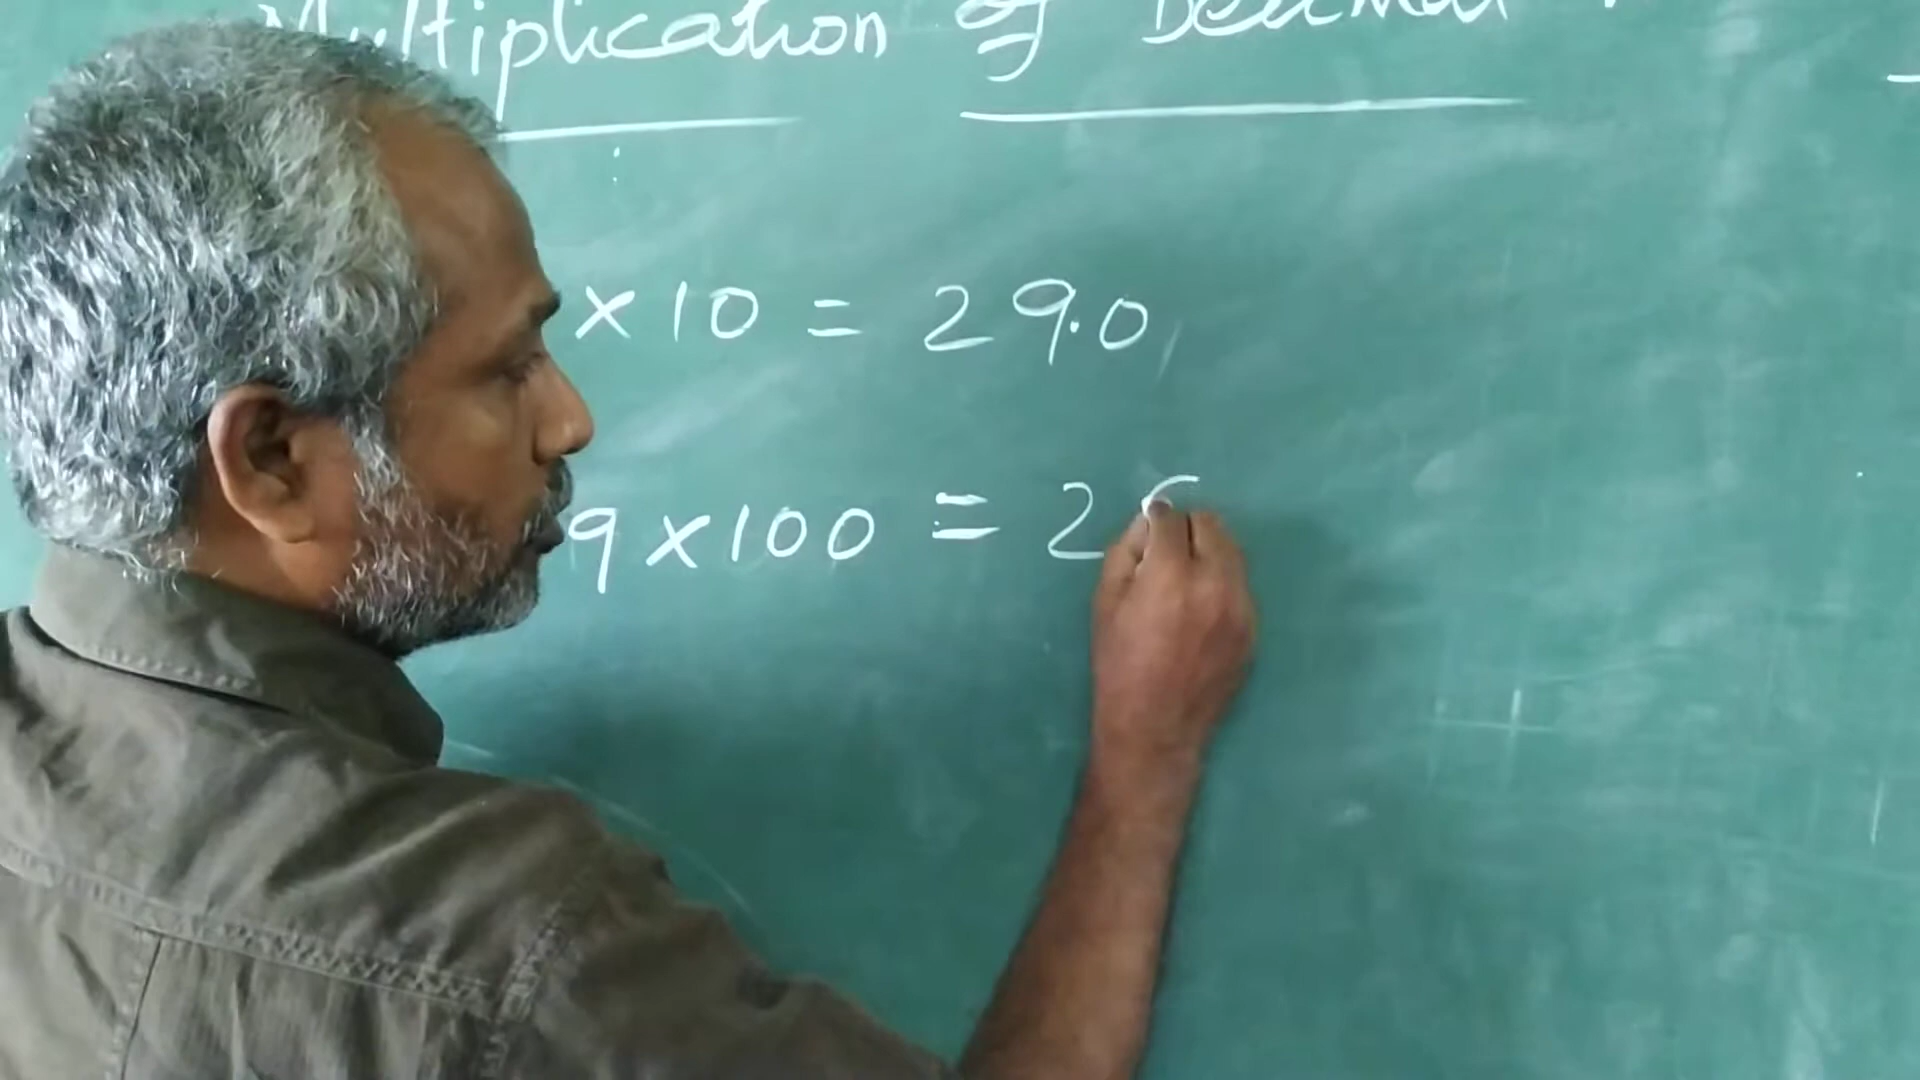 Multiplication of Decimal
× 10 = 29.0
9 × 100 = 2